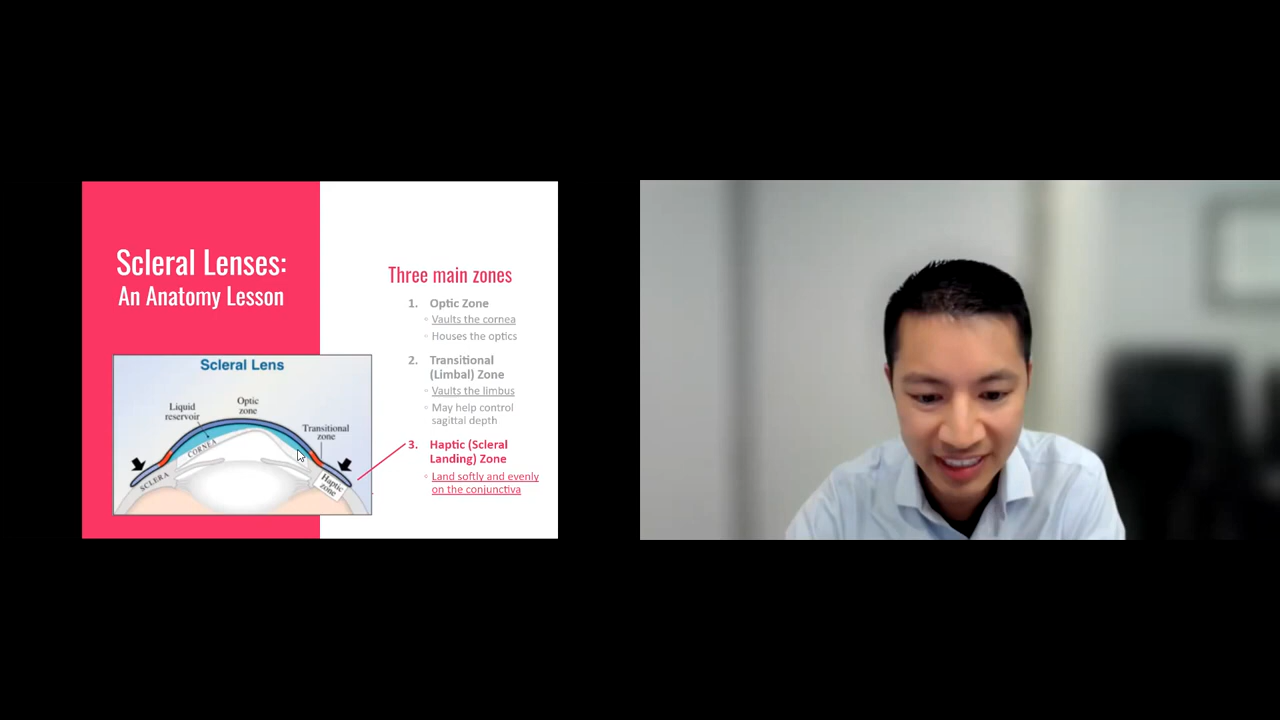 Scleral Lenses:
An Anatomy Lesson
Scleral Lens
Optic
zone
Liquid
reservoir
Transitional
zone
CORNEA
SCLERA
Haptic
zone
Three main zones
1. Optic Zone
◦ Vaults the cornea
◦ Houses the optics
2. Transitional
(Limbal) Zone
◦ Vaults the limbus
◦ May help control
sagittal depth
3. Haptic (Scleral
Landing) Zone
◦ Land softly and evenly
on the conjunctiva